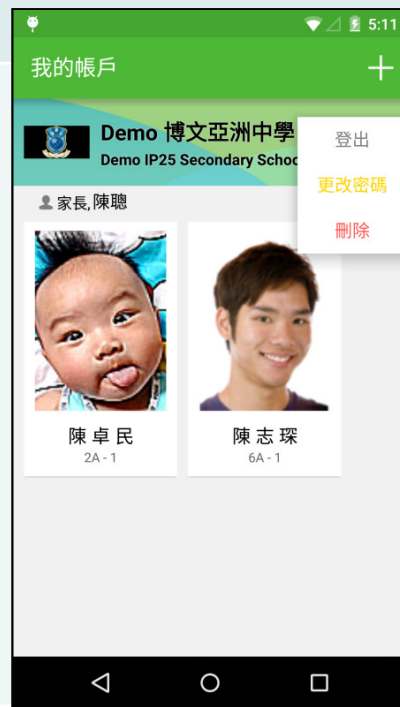 5:11
我的帳戶
Demo 博文亞洲中學
Demo IP25 Secondary Schoo
登出
更改密碼
刪除
家長,陳聰
陳卓民
2A - 1
陳志琛
6A - 1